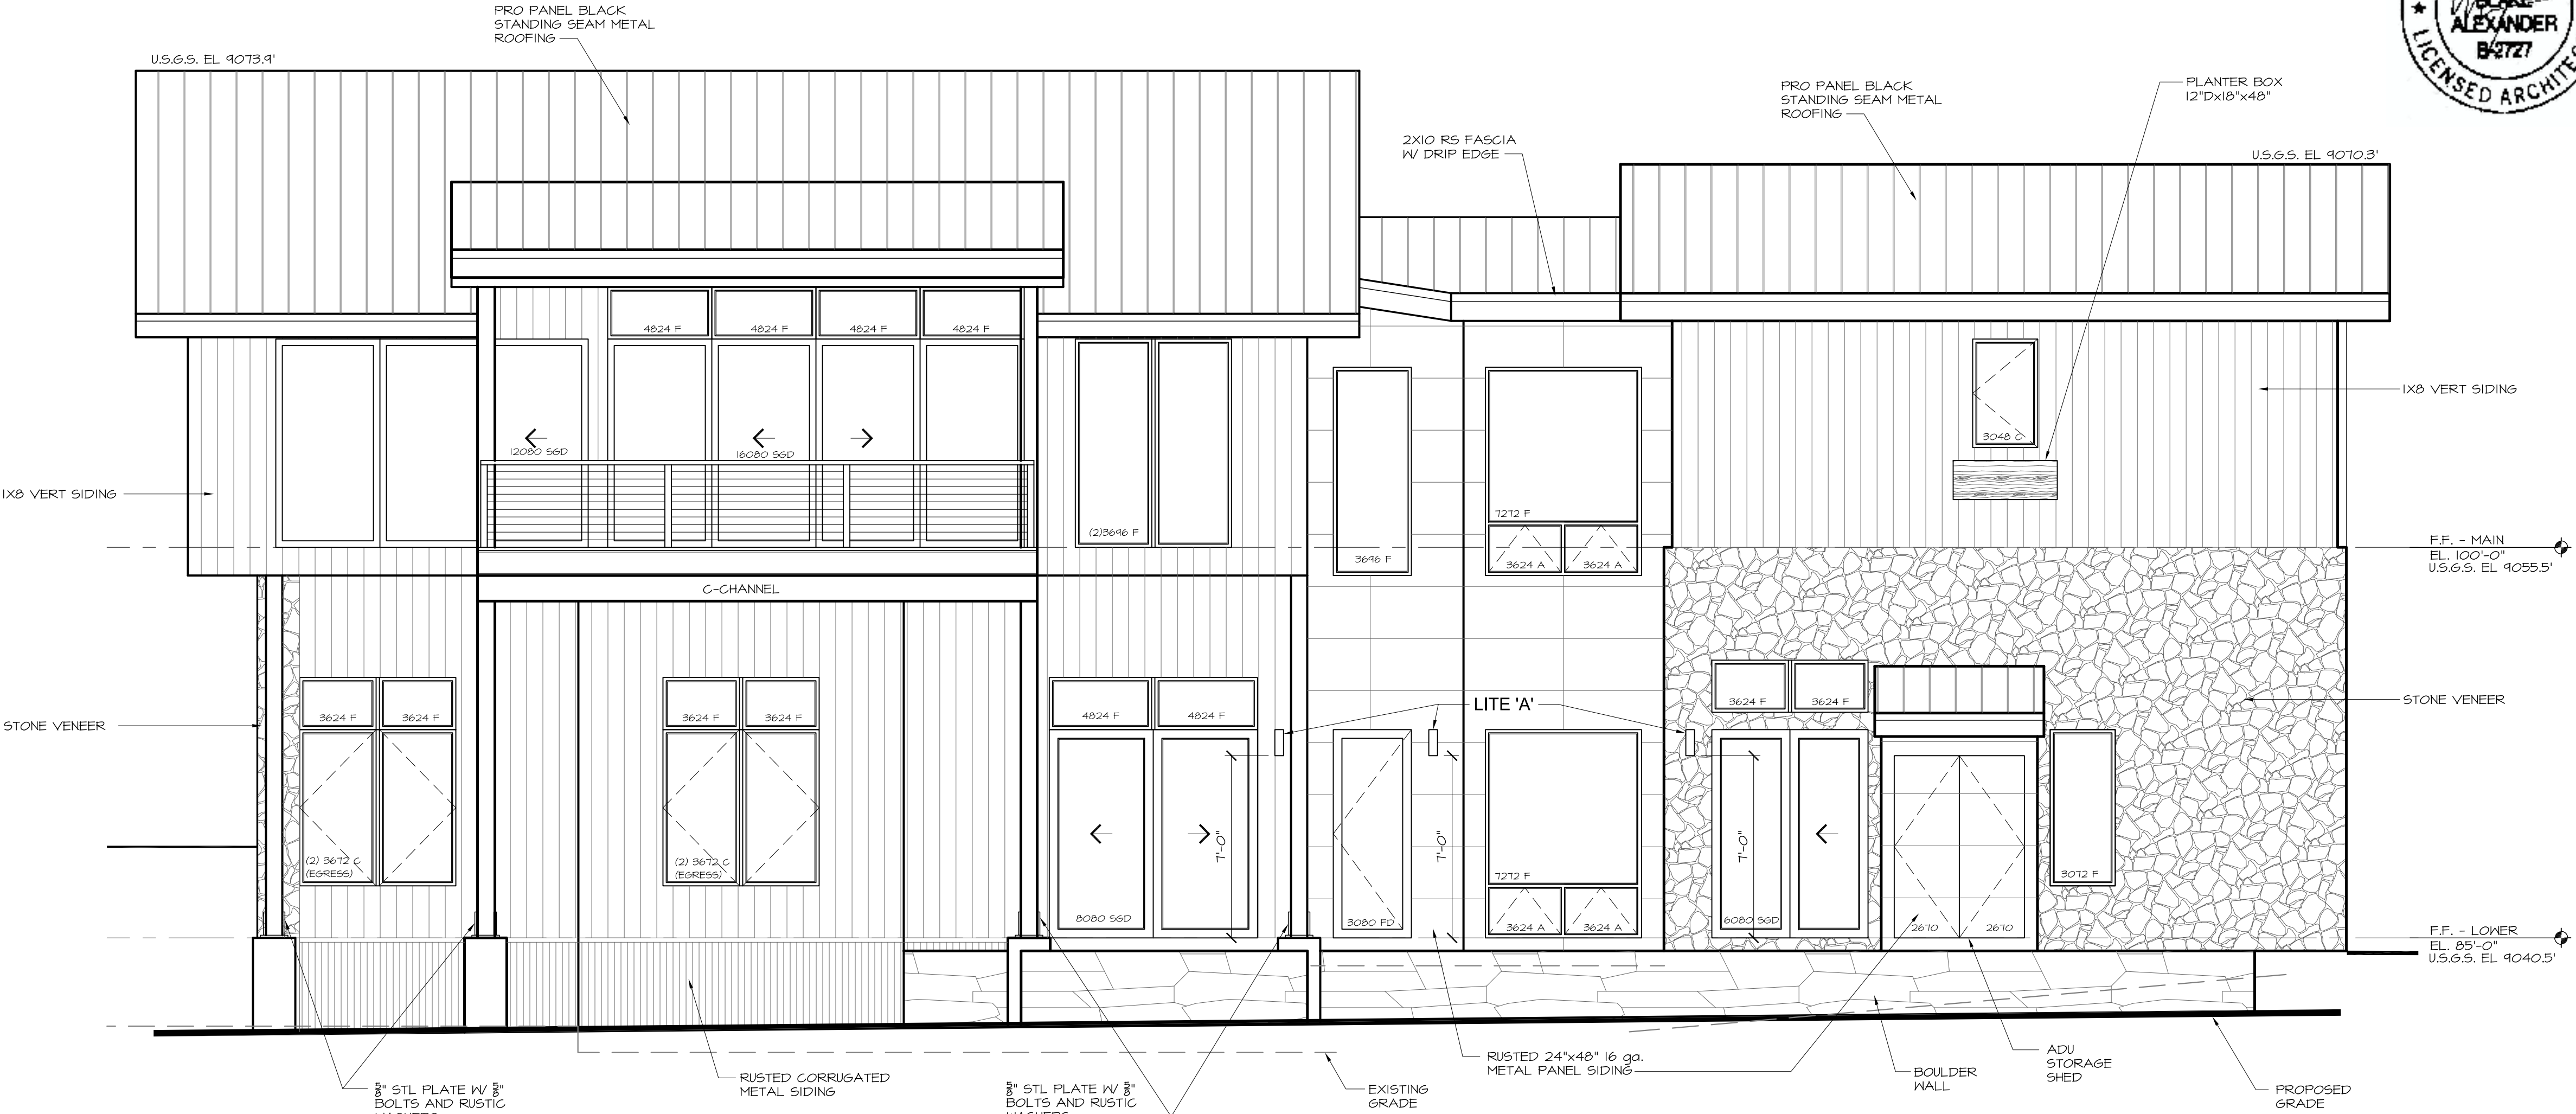 PRO PANEL BLACK
STANDING SEAM METAL
ROOFING
U.S.G.S. EL 9073.9'
ALEXANDER
B-2727
PRO PANEL BLACK
STANDING SEAM METAL
ROOFING
PLANTER BOX
12"Dx18"x48"
2X10 RS FASCIA
W/ DRIP EDGE
U.S.G.S. EL 9070.3'
4824 F
4824 F
4824 F
4824 F
12080 SGD
16080 SGD
(2)3696 F
3696 F
7272 F
3624 A
3624 A
3048 C
1X8 VERT SIDING
1X8 VERT SIDING
F.F. - MAIN
EL. 100'-0"
U.S.G.S. EL 9055.5'
C-CHANNEL
STONE VENEER
3624 F
3624 F
3624 F
3624 F
4824 F
4824 F
LITE 'A'
3624 F
3624 F
STONE VENEER
(2) 3672 C
(EGRESS)
(2) 3672 C
(EGRESS)
8080 SGD
7'-0"
3080 FD
7'-0"
7272 F
3624 A
3624 A
6080 SGD
7'-0"
2670
2670
3072 F
F.F. - LOWER
EL. 85'-0"
U.S.G.S. EL 9040.5'
STL PLATE W/
BOLTS AND RUSTIC
RUSTED CORRUGATED
METAL SIDING
STL PLATE W/
BOLTS AND RUSTIC
EXISTING
GRADE
RUSTED 24"x48" 16 ga.
METAL PANEL SIDING
BOULDER
WALL
ADU
STORAGE
SHED
PROPOSED
GRADE